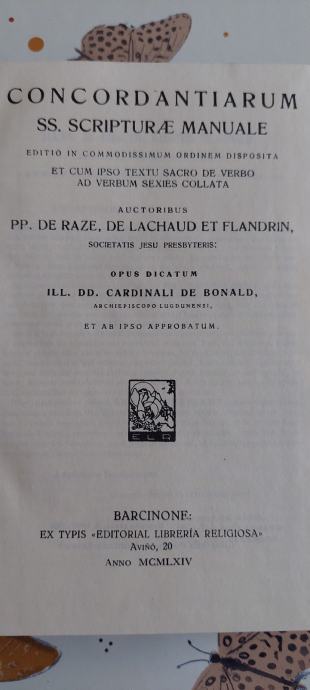 CONCORDANTIARUM
SS. SCRIPTURÆ MANUALE
EDITIO IN COMMODISSIMUM ORDINEM DISPOSITA
ET CUM IPSO TEXTU SACRO DE VERBO
AD VERBUM SEXIES COLLATA
AUCTORIBUS
PP. DE RAZE, DE LACHAUD ET FLANDRIN,
SOCIETATIS JESU PRESBYTERIS:
OPUS DICATUM
ILL. DD. CARDINALI DE BONALD,
ARCHIEPISCOPO LUGDUNENSI,
ET AB IPSO APPROBATUM.
E L R
BARCINONE:
EX TYPIS «EDITORIAL LIBRERÍA RELIGIOSA»
AVIÑÓ, 20
ANNO MCMLXIV